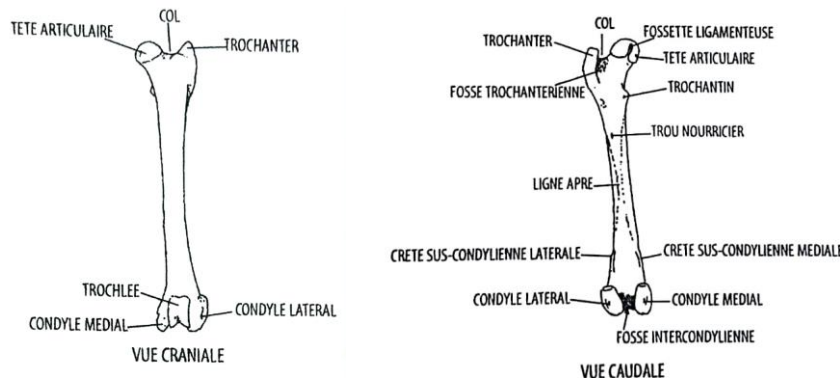 COL
TETE ARTICULAIRE
TROCHANTER
TROCHLEE
CONDYLE MEDIAL
CONDYLE LATERAL
VUE CRANIALE
COL
TROCHANTER
FOSSETTE LIGAMENTEUSE
TETE ARTICULAIRE
FOSSE TROCHANTERIENNE
TROCHANTIN
TROU NOURRICIER
LIGNE APRE
CRETE SUS-CONDYLIENNE LATERALE
CRETE SUS-CONDYLIENNE MEDIALE
CONDYLE LATERAL
CONDYLE MEDIAL
FOSSE INTERCONDYLIENNE
VUE CAUDALE